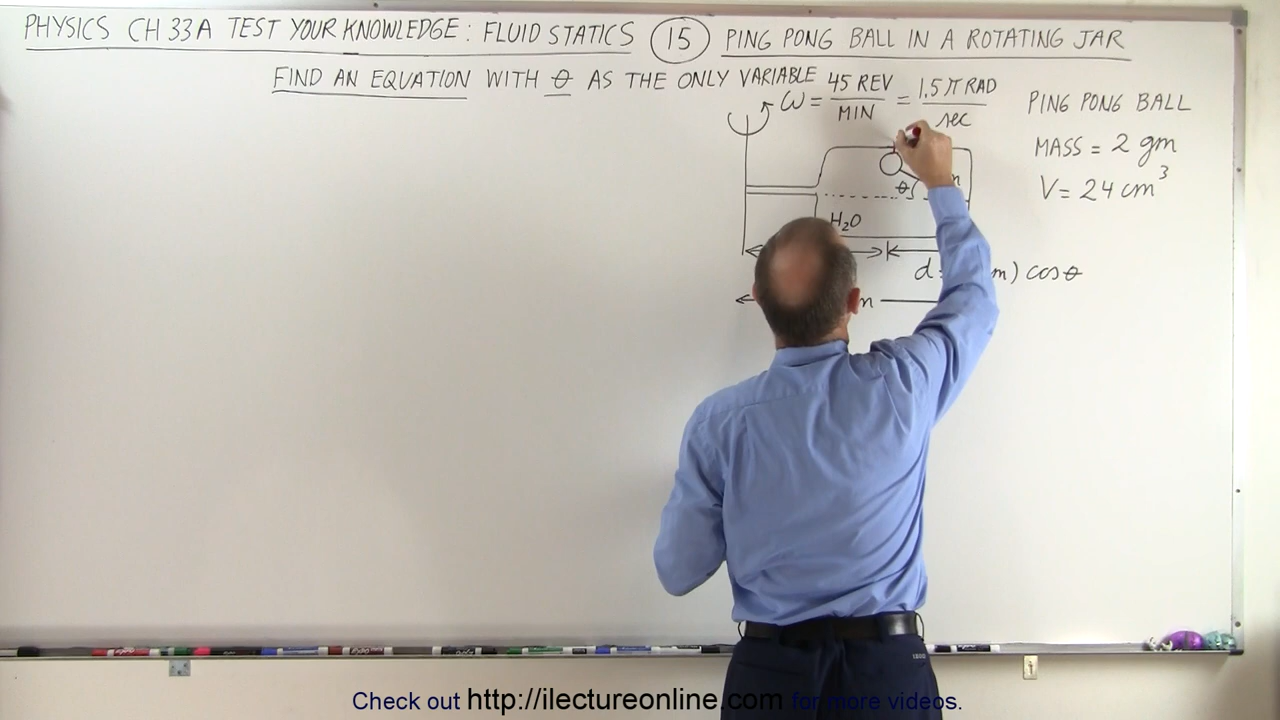 PHYSICS CH 33A TEST YOUR KNOWLEDGE: FLUID STATICS 15 PING PONG BALL IN A ROTATING JAR
FIND AN EQUATION WITH θ AS THE ONLY VARIABLE
ω = 45 REV / MIN = 1.5 π RAD / sec
PING PONG BALL
MASS = 2 gm
V = 24 cm³
θ
H₂O
d m) cos θ
Check out http://ilectureonline.com for more videos.